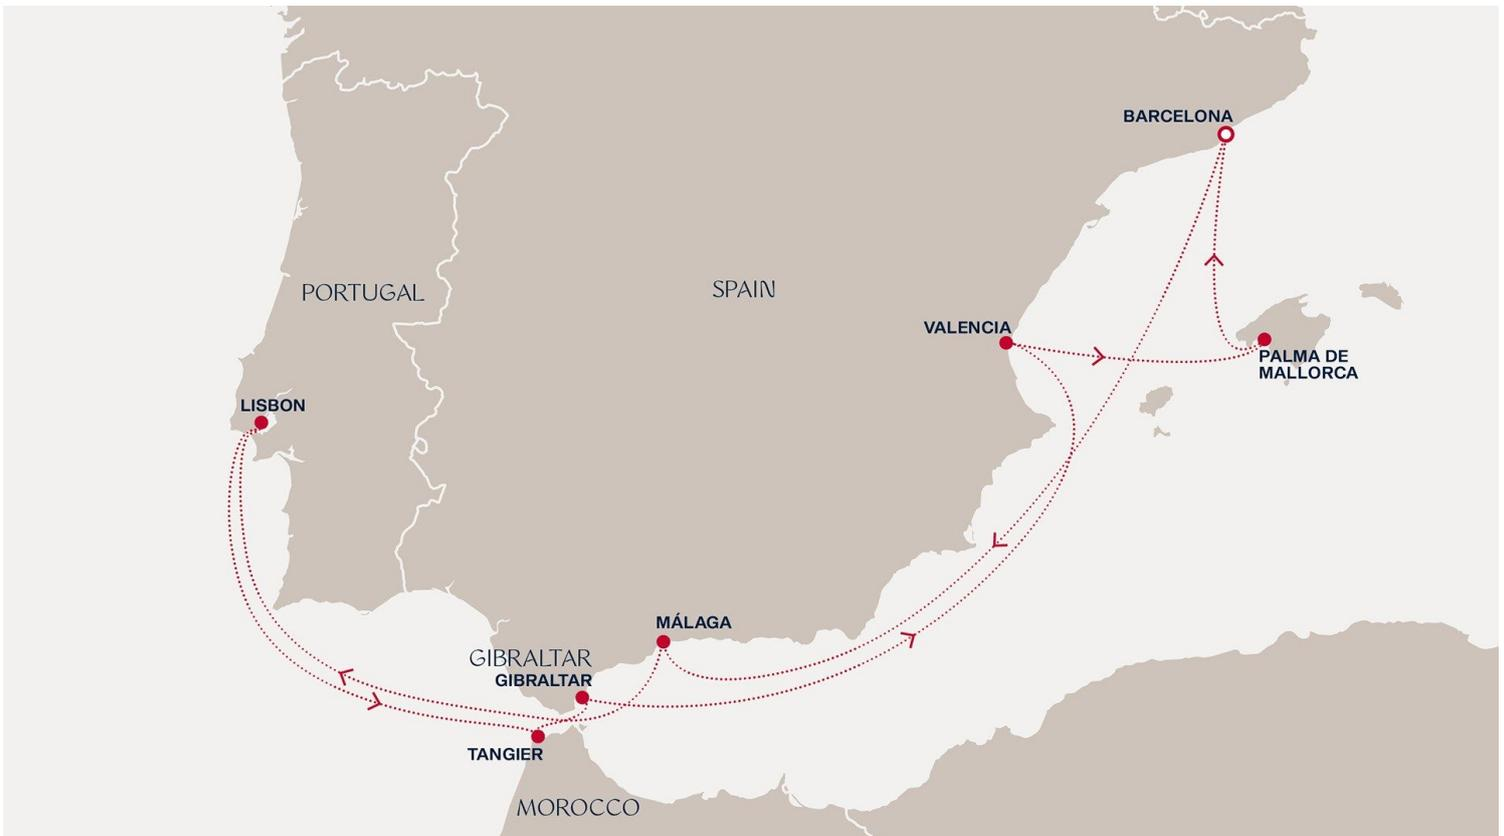 BARCELONA
PORTUGAL
SPAIN
VALENCIA
PALMA DE
MALLORCA
LISBON
MÁLAGA
GIBRALTAR
GIBRALTAR
TANGIER
MOROCCO